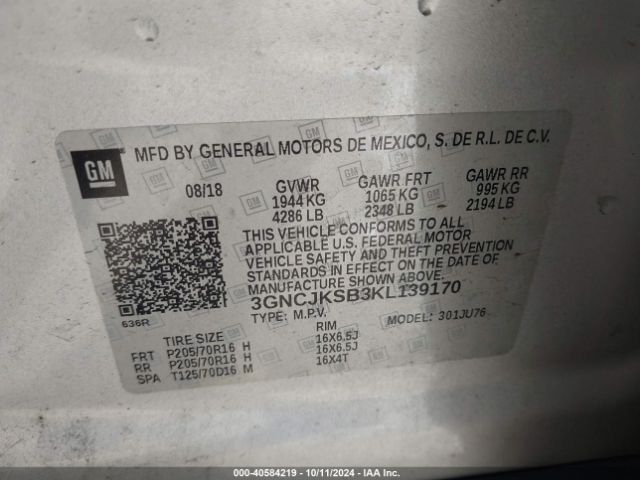 GM
MFD BY GENERAL MOTORS DE MEXICO, S. DE R.L. DE C.V.
08/18 GVWR GAWR FRT GAWR RR
1944 KG 1065 KG 995 KG
4286 LB 2348 LB 2194 LB
THIS VEHICLE CONFORMS TO ALL
APPLICABLE U.S. FEDERAL MOTOR
VEHICLE SAFETY AND THEFT
PREVENTION STANDARDS IN
EFFECT ON THE DATE OF
MANUFACTURE SHOWN ABOVE.
3GNCJKSB3KL139170
636R TYPE: M.P.V. MODEL: 301JU76
TIRE SIZE RIM
FRT P205/70R16 H 16X6.5J
RR P205/70R16 H 16X6.5J
SPA T125/70D16 M 16X4T
000-40584219 - 10/11/2024 - IAA Inc.